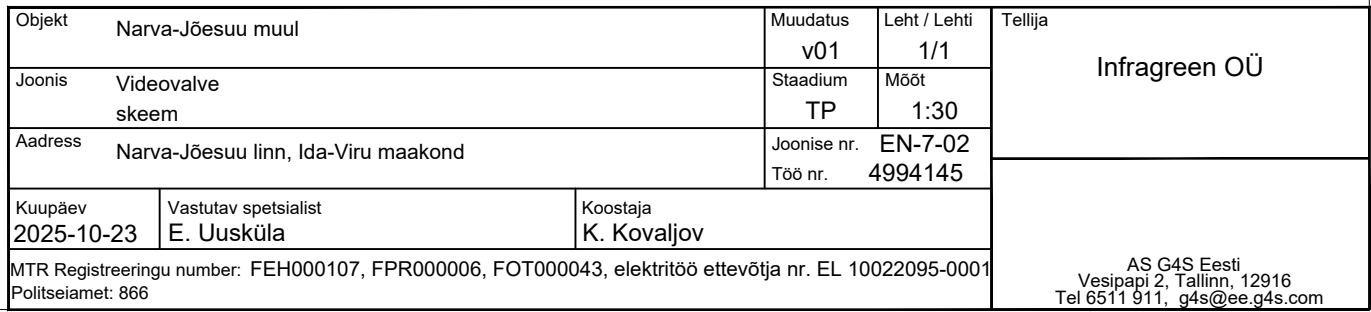 Objekt
Narva-Jõesuu muul
Muudatus
v01
Leht / Lehti
1/1
Tellija
Infragreen OÜ
Joonis
Videovalve
skeem
Staadium
TP
Mõõt
1:30
Aadress
Narva-Jõesuu linn, Ida-Viru maakond
Joonise nr. EN-7-02
Töö nr. 4994145
Kuupäev
2025-10-23
Vastutav spetsialist
E. Uusküla
Koostaja
K. Kovaljov
MTR Registreeringu number: FEH000107, FPR000006, FOT000043, elektritöö ettevõtja nr. EL 10022095-0001
Politseiamet: 866
AS G4S Eesti
Vesipapi 2, Tallinn, 12916
Tel 6511 911, g4s@ee.g4s.com